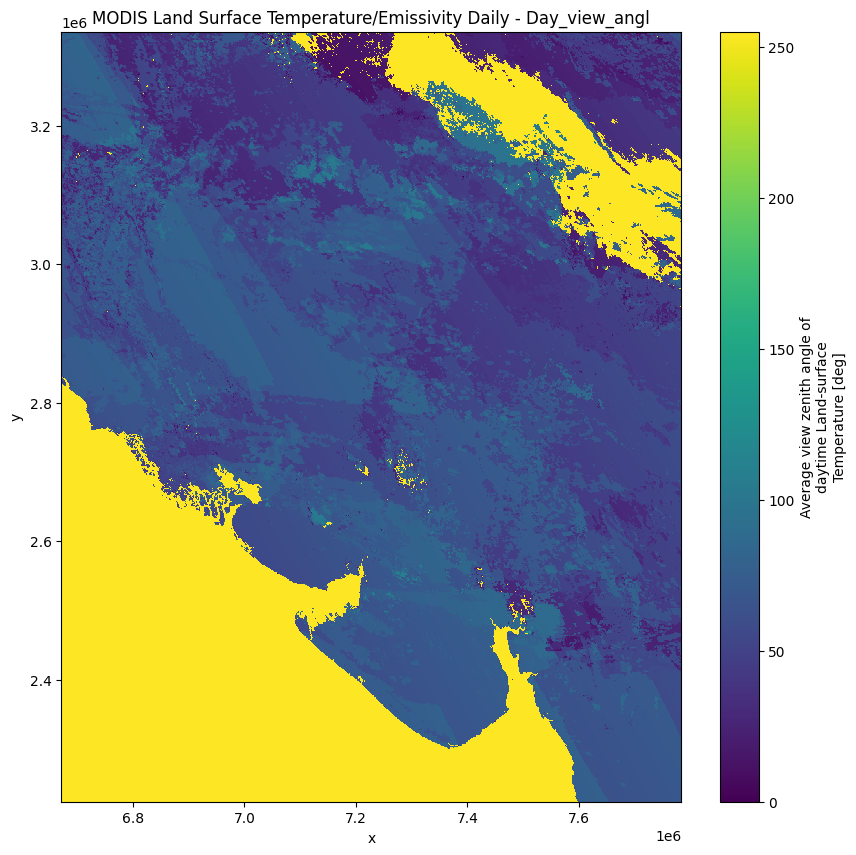 MODIS Land Surface Temperature/Emissivity Daily - Day_view_angl
1e6
3.2
3.0
2.8
2.6
2.4
y
6.8
7.0
7.2
7.4
7.6
1e6
x
250
200
150
100
50
0
Average view zenith angle of
daytime Land-surface
Temperature [deg]